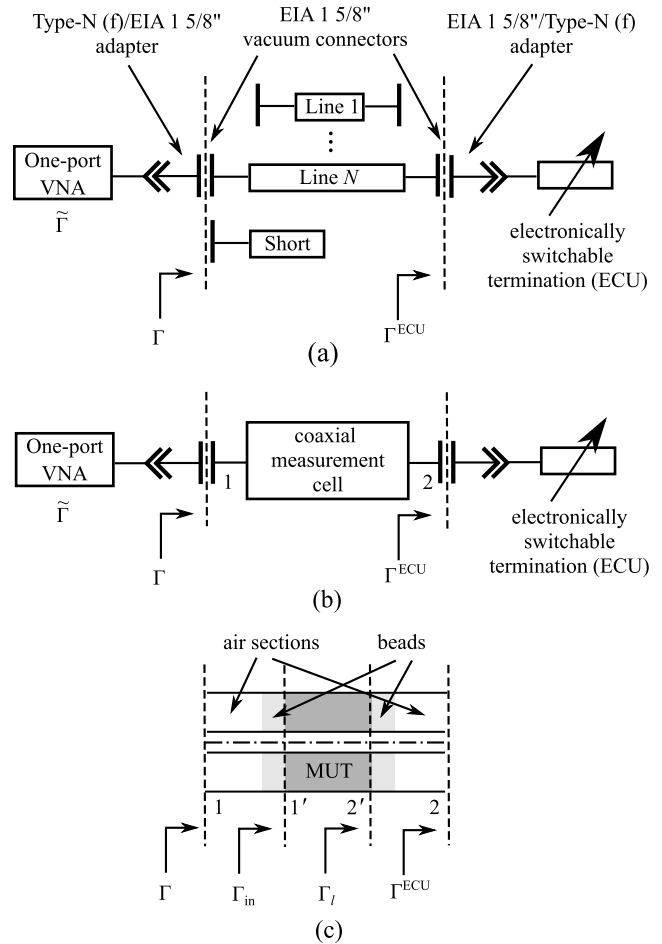 Type-N (f)/EIA 1 5/8"
adapter
EIA 1 5/8"
vacuum connectors
EIA 1 5/8"/Type-N (f)
adapter
Line 1
⋮
One-port
VNA
Γ̃
Line N
Short
electronically
switchable
termination (ECU)
Γ
Γ^ECU
(a)
One-port
VNA
Γ̃
1
coaxial
measurement
cell
2
electronically
switchable
termination (ECU)
Γ
Γ^ECU
(b)
air sections
beads
MUT
1
1′
2′
2
Γ
Γ_in
Γ_l
Γ^ECU
(c)